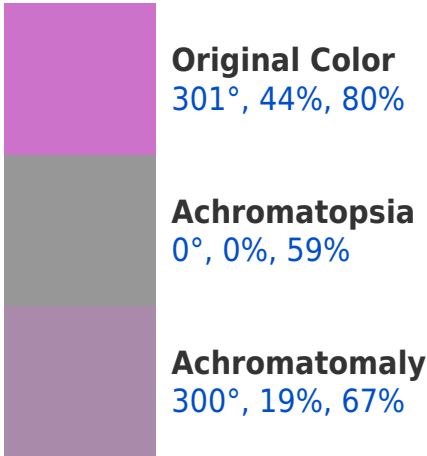 Original Color
301°, 44%, 80%
Achromatopsia
0°, 0%, 59%
Achromatomaly
300°, 19%, 67%